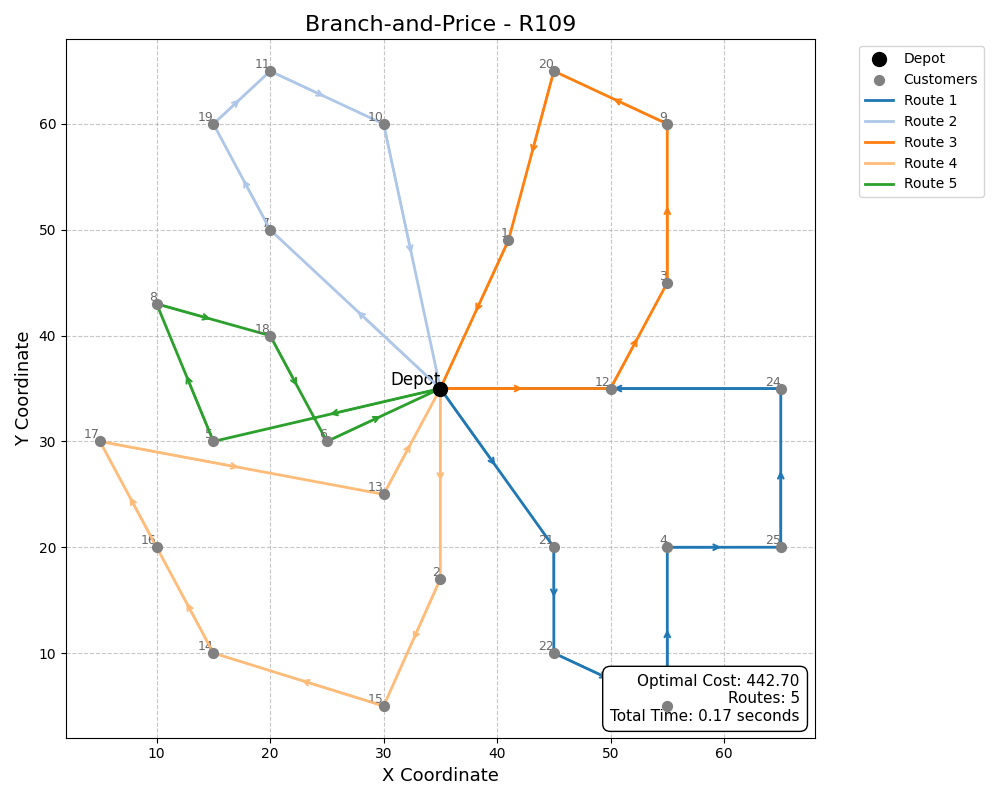 Branch-and-Price - R109
Depot
Customers
Route 1
Route 2
Route 3
Route 4
Route 5
11
20
19
10
9
7
1
3
8
18
Depot
12
24
5
6
17
13
16
21
4
25
2
14
22
15
Optimal Cost: 442.70
Routes: 5
Total Time: 0.17 seconds
60
50
40
30
20
10
Y Coordinate
10
20
30
40
50
60
X Coordinate